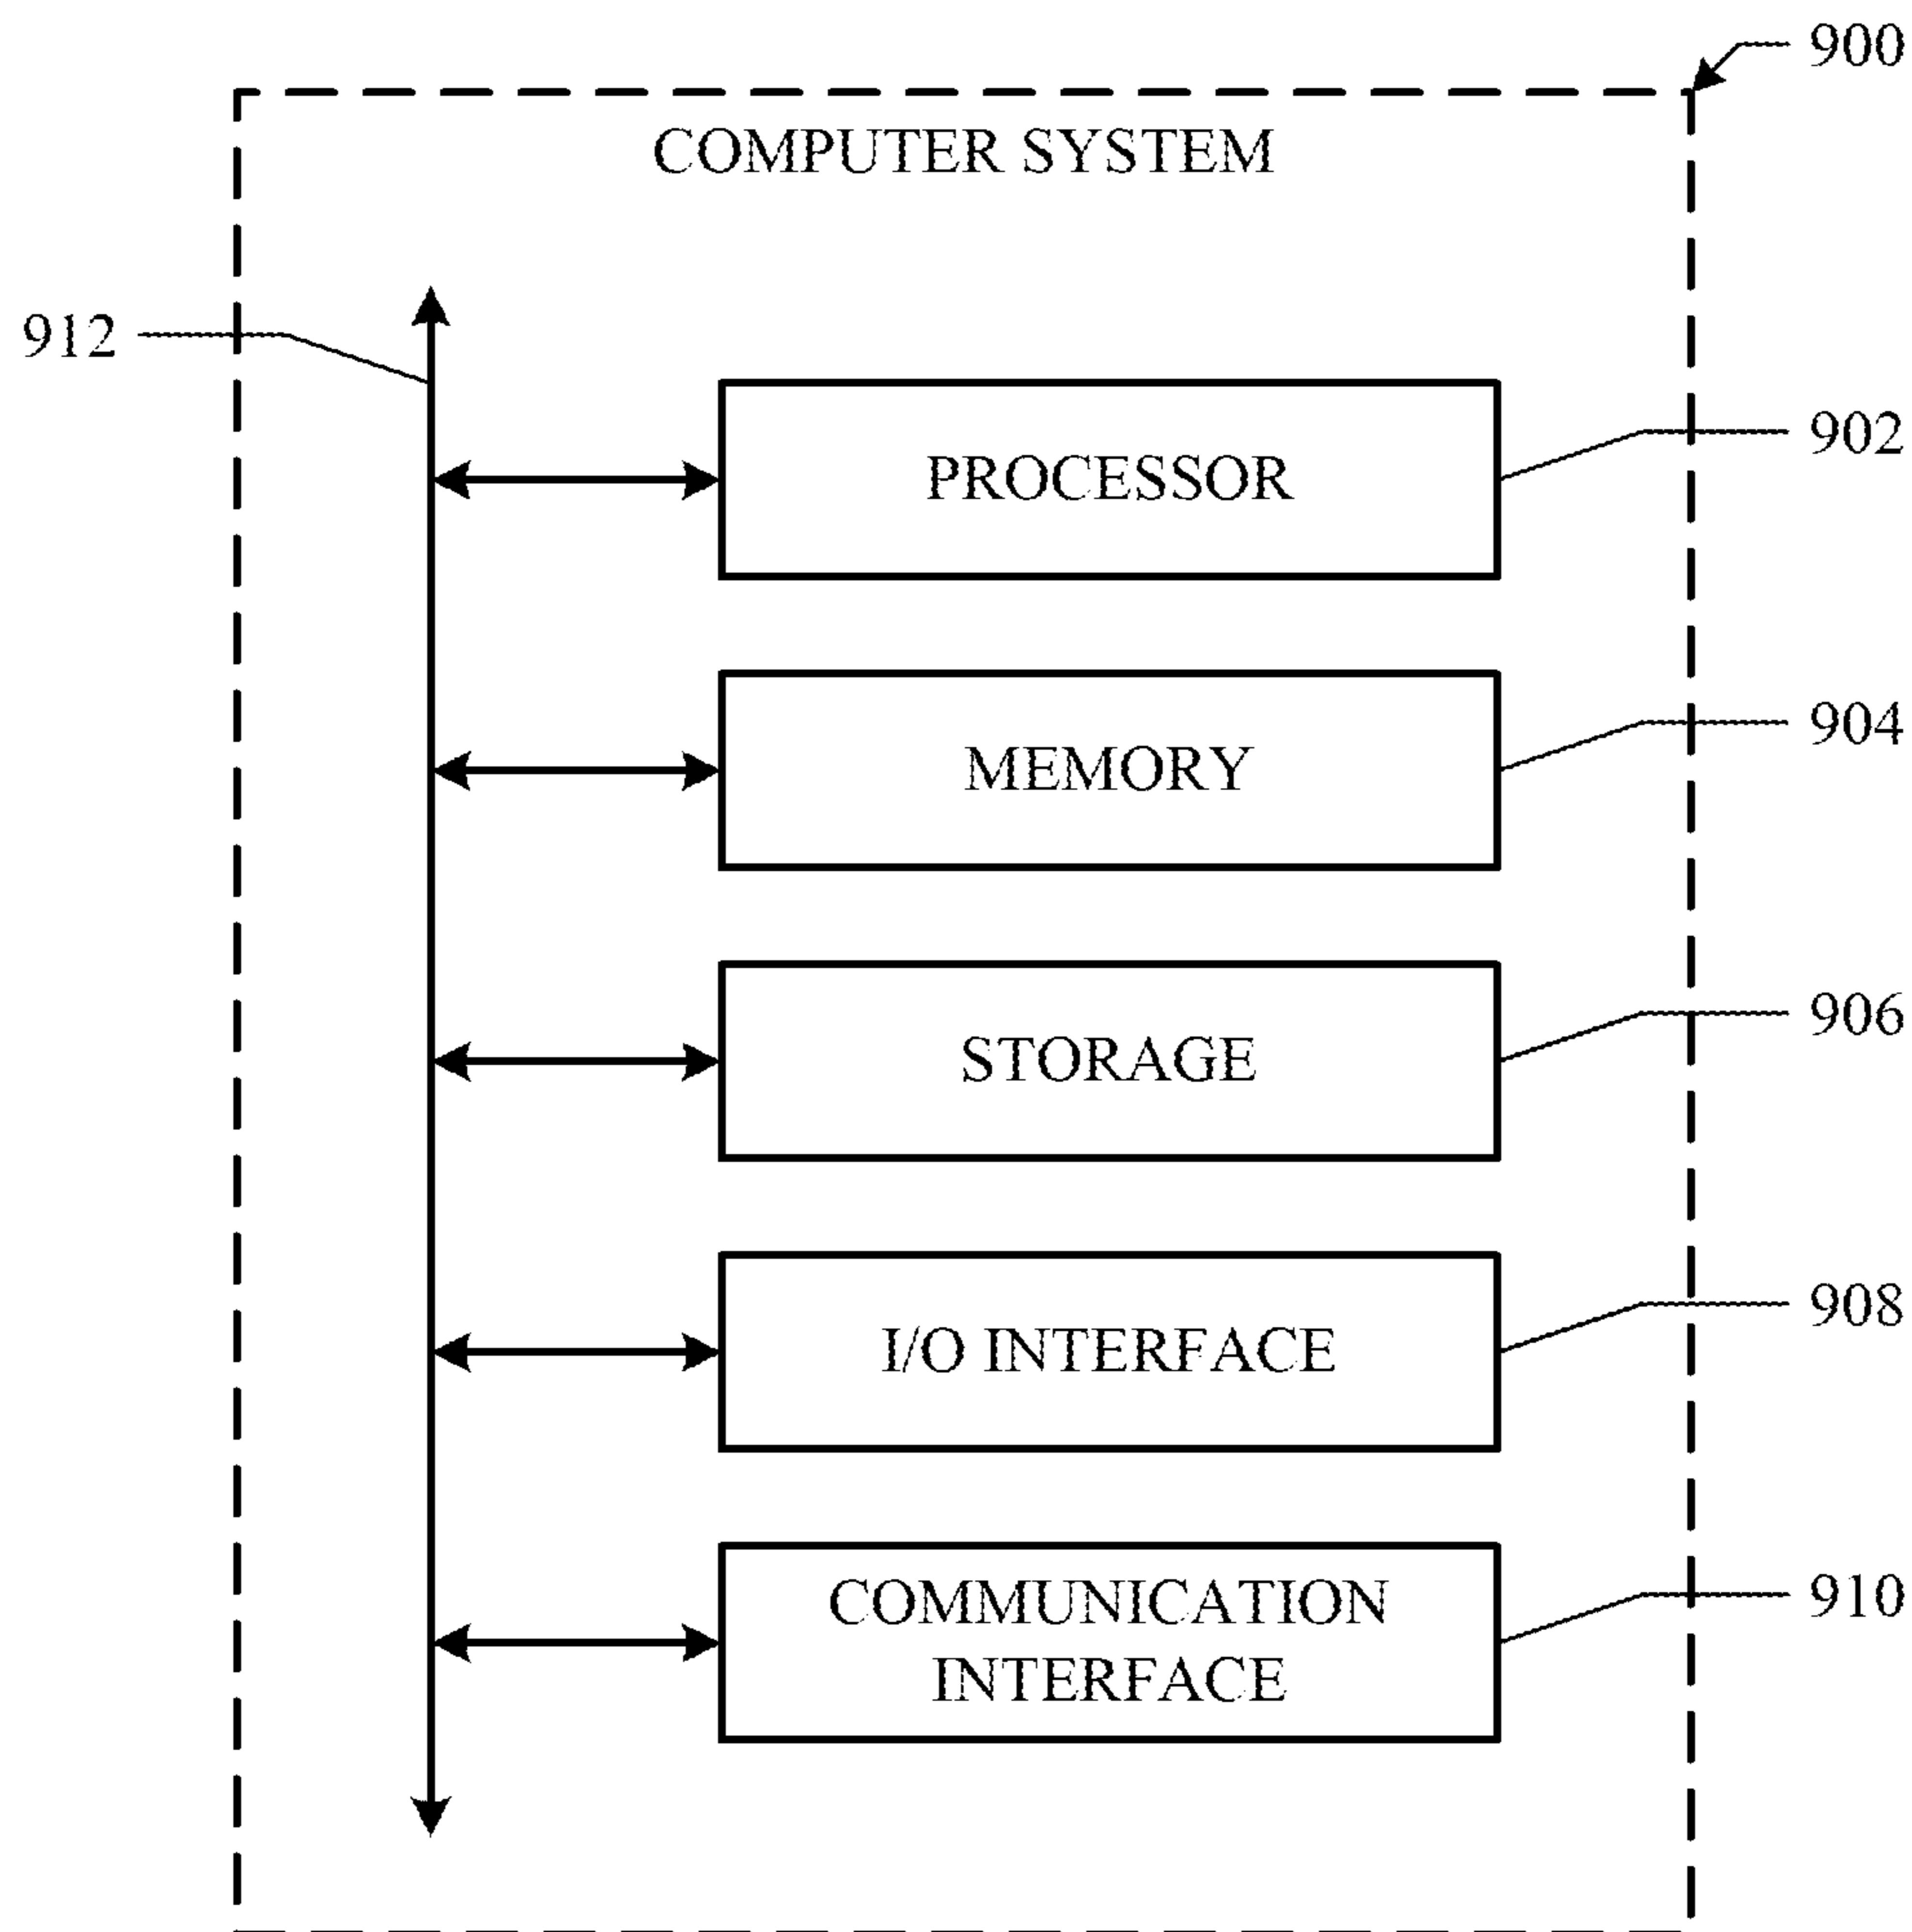 900
COMPUTER SYSTEM
912
PROCESSOR
902
MEMORY
904
STORAGE
906
I/O INTERFACE
908
COMMUNICATION
INTERFACE
910